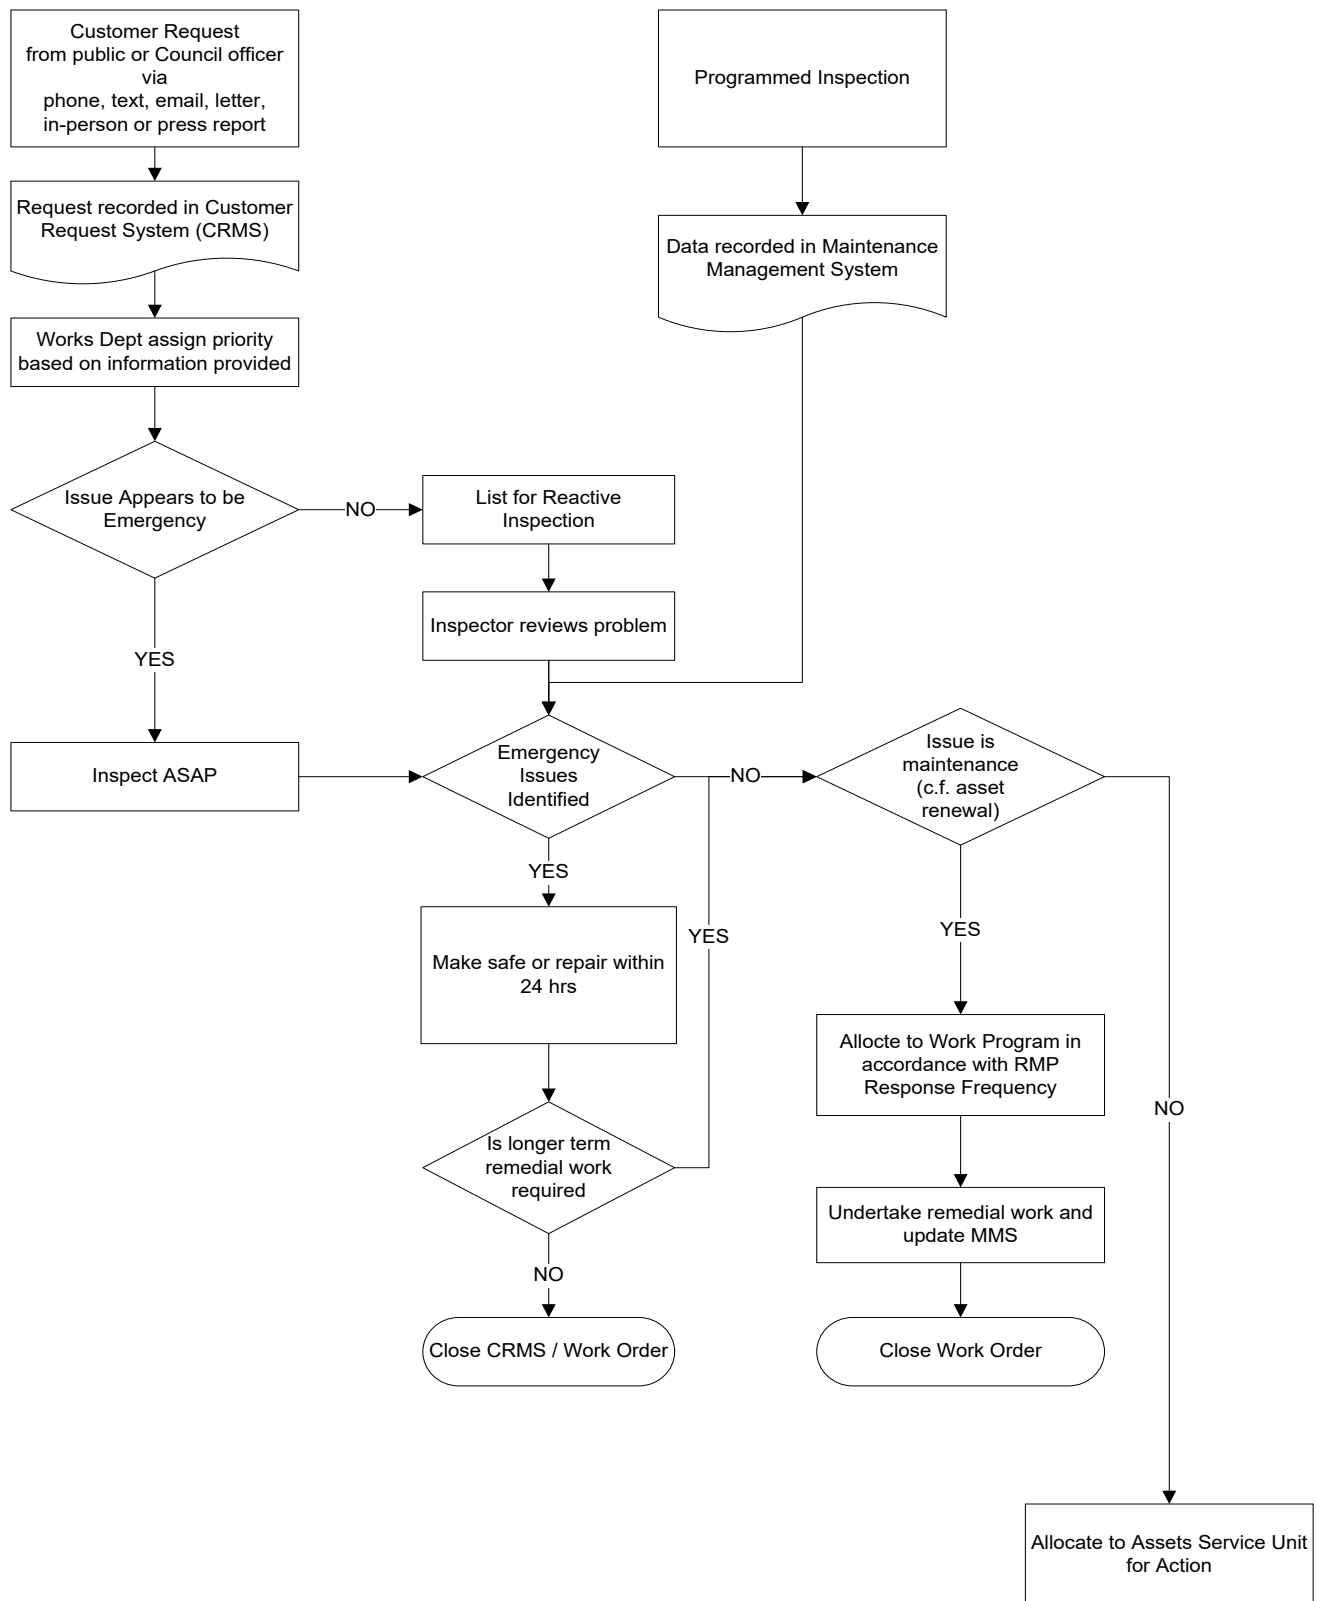 Customer Request
from public or Council officer
via
phone, text, email, letter,
in-person or press report
Programmed Inspection
Request recorded in Customer
Request System (CRMS)
Data recorded in Maintenance
Management System
Works Dept assign priority
based on information provided
Issue Appears to be
Emergency
NO
List for Reactive
Inspection
Inspector reviews problem
YES
Inspect ASAP
Emergency
Issues
Identified
NO
Issue is
maintenance
(c.f. asset
renewal)
YES
Make safe or repair within
24 hrs
YES
YES
Allocte to Work Program in
accordance with RMP
Response Frequency
NO
Is longer term
remedial work
required
Undertake remedial work and
update MMS
NO
Close CRMS / Work Order
Close Work Order
Allocate to Assets Service Unit
for Action